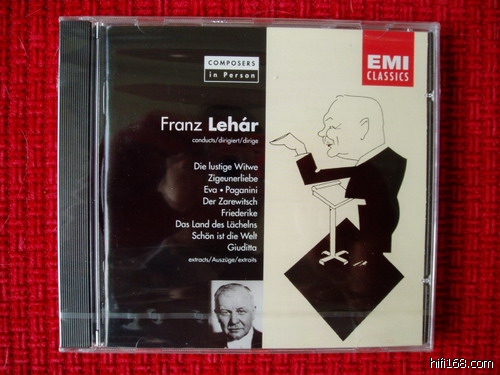 COMPOSERS
in Person
EMI
CLASSICS
Franz Lehár
conducts/dirigiert/dirige
Die lustige Witwe
Zigeunerliebe
Eva • Paganini
Der Zarewitsch
Friederike
Das Land des Lächelns
Schön ist die Welt
Giuditta
extracts/Auszüge/extraits
hifi168.com